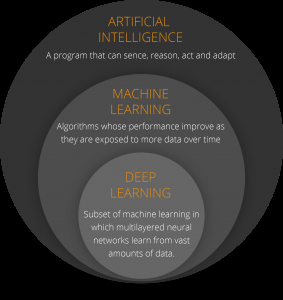 ARTIFICIAL
INTELLIGENCE
A program that can sence, reason, act and adapt
MACHINE
LEARNING
Algorithms whose performance improve as
they are exposed to more data over time
DEEP
LEARNING
Subset of machine learning in
which multilayered neural
networks learn from vast
amounts of data.